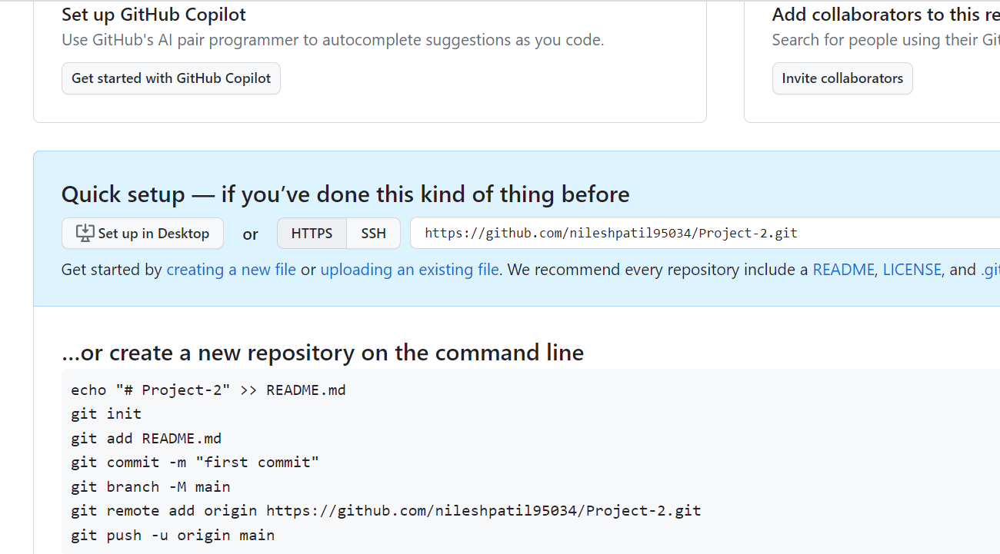 Set up GitHub Copilot
Use GitHub's AI pair programmer to autocomplete suggestions as you code.
Get started with GitHub Copilot
Add collaborators to this re
Search for people using their Git
Invite collaborators
Quick setup — if you’ve done this kind of thing before
Set up in Desktop or HTTPS SSH https://github.com/nileshpatil95034/Project-2.git
Get started by creating a new file or uploading an existing file. We recommend every repository include a README, LICENSE, and .git
…or create a new repository on the command line
echo "# Project-2" >> README.md
git init
git add README.md
git commit -m "first commit"
git branch -M main
git remote add origin https://github.com/nileshpatil95034/Project-2.git
git push -u origin main